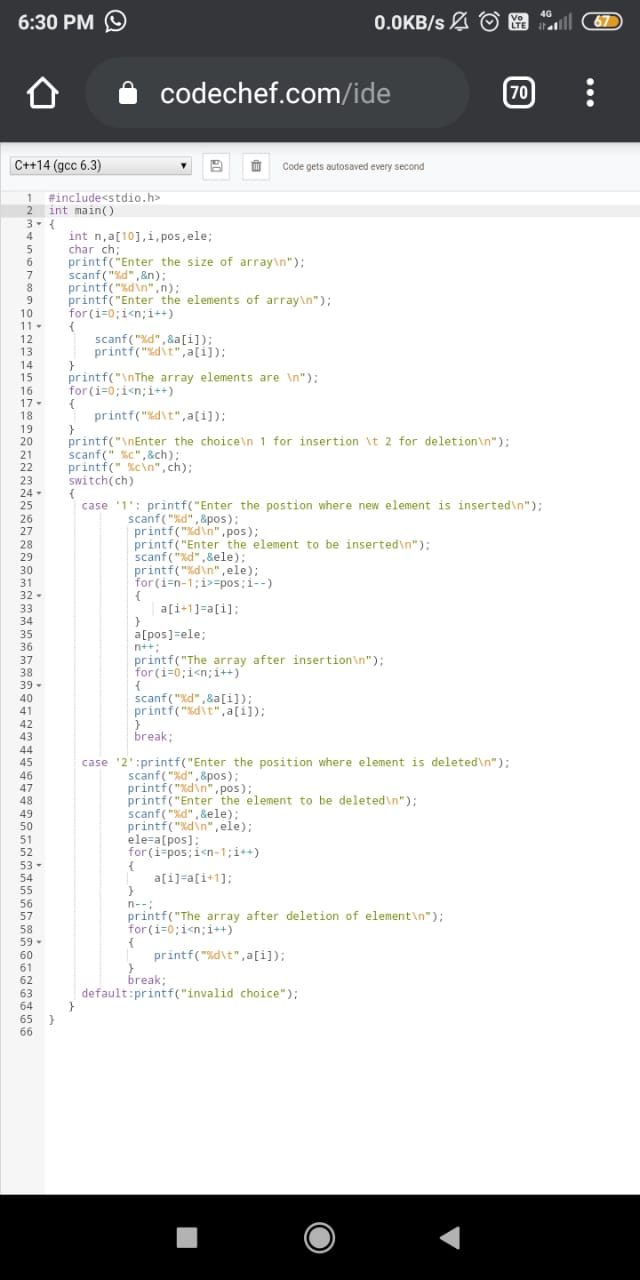 6:30 PM 0.0KB/s Vo LTE 4G 67
codechef.com/ide 70
C++14 (gcc 6.3) Code gets autosaved every second
1 #include<stdio.h>
2 int main()
3 {
4 int n,a[10],i,pos,ele;
5 char ch;
6 printf("Enter the size of array\n");
7 scanf("%d",&n);
8 printf("%d\n",n);
9 printf("Enter the elements of array\n");
10 for(i=0;i<n;i++)
11 {
12 scanf("%d",&a[i]);
13 printf("%d\t",a[i]);
14 }
15 printf("\nThe array elements are \n");
16 for(i=0;i<n;i++)
17 {
18 printf("%d\t",a[i]);
19 }
20 printf("\nEnter the choice\n 1 for insertion \t 2 for deletion\n");
21 scanf(" %c",&ch);
22 printf(" %c\n",ch);
23 switch(ch)
24 {
25 case '1': printf("Enter the postion where new element is inserted\n");
26 scanf("%d",&pos);
27 printf("%d\n",pos);
28 printf("Enter the element to be inserted\n");
29 scanf("%d",&ele);
30 printf("%d\n",ele);
31 for(i=n-1;i>=pos;i--)
32 {
33 a[i+1]=a[i];
34 }
35 a[pos]=ele;
36 n++;
37 printf("The array after insertion\n");
38 for(i=0;i<n;i++)
39 {
40 scanf("%d",&a[i]);
41 printf("%d\t",a[i]);
42 }
43 break;
44
45 case '2':printf("Enter the position where element is deleted\n");
46 scanf("%d",&pos);
47 printf("%d\n",pos);
48 printf("Enter the element to be deleted\n");
49 scanf("%d",&ele);
50 printf("%d\n",ele);
51 ele=a[pos];
52 for(i=pos;i<n-1;i++)
53 {
54 a[i]=a[i+1];
55 }
56 n--;
57 printf("The array after deletion of element\n");
58 for(i=0;i<n;i++)
59 {
60 printf("%d\t",a[i]);
61 }
62 break;
63 default:printf("invalid choice");
64 }
65 }
66